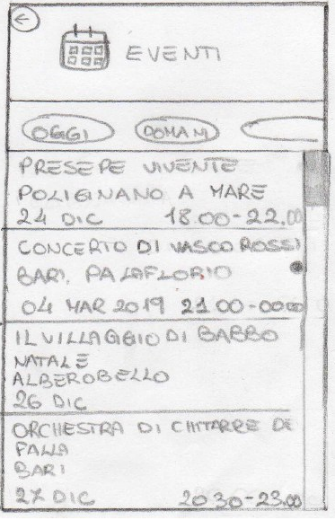 EVENTI
OGGI DOMANI
PRESEPE VIVENTE
POLIGNANO A MARE
24 DIC 18.00-22.00
CONCERTO DI VASCO ROSSI
BARI, PALAFLORIO
04 MAR 2019 21.00-00.00
IL VILLAGGIO DI BABBO
NATALE
ALBEROBELLO
26 DIC
ORCHESTRA DI CHITARRE DE
FALLA
BARI
27 DIC 20.30-23.00